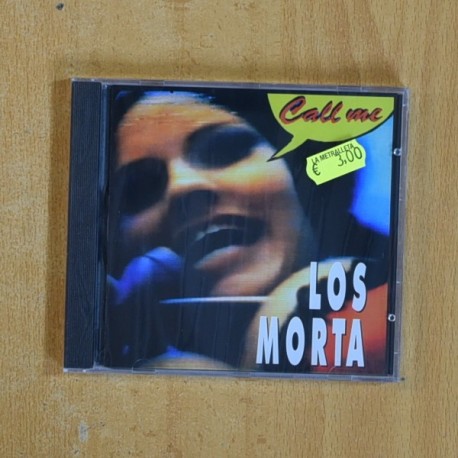 Call me
LA METRALLETA
€ 3,00
LOS
MORTA